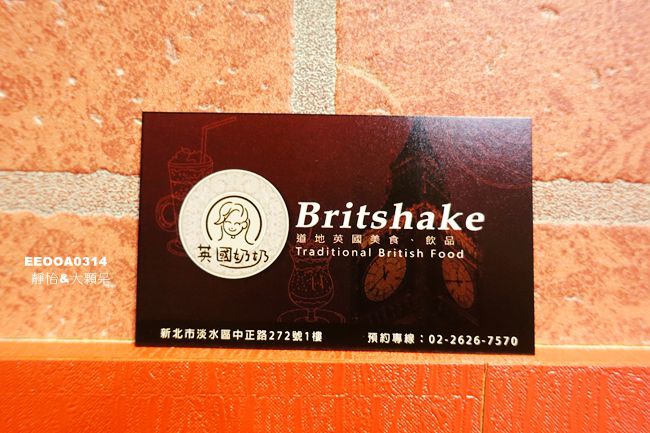 Britshake
道地英國美食、飲品
Traditional British Food
英國奶奶
EEOOA0314
靜怡&大顆呆
新北市淡水區中正路272號1樓
預約專線：02-2626-7570